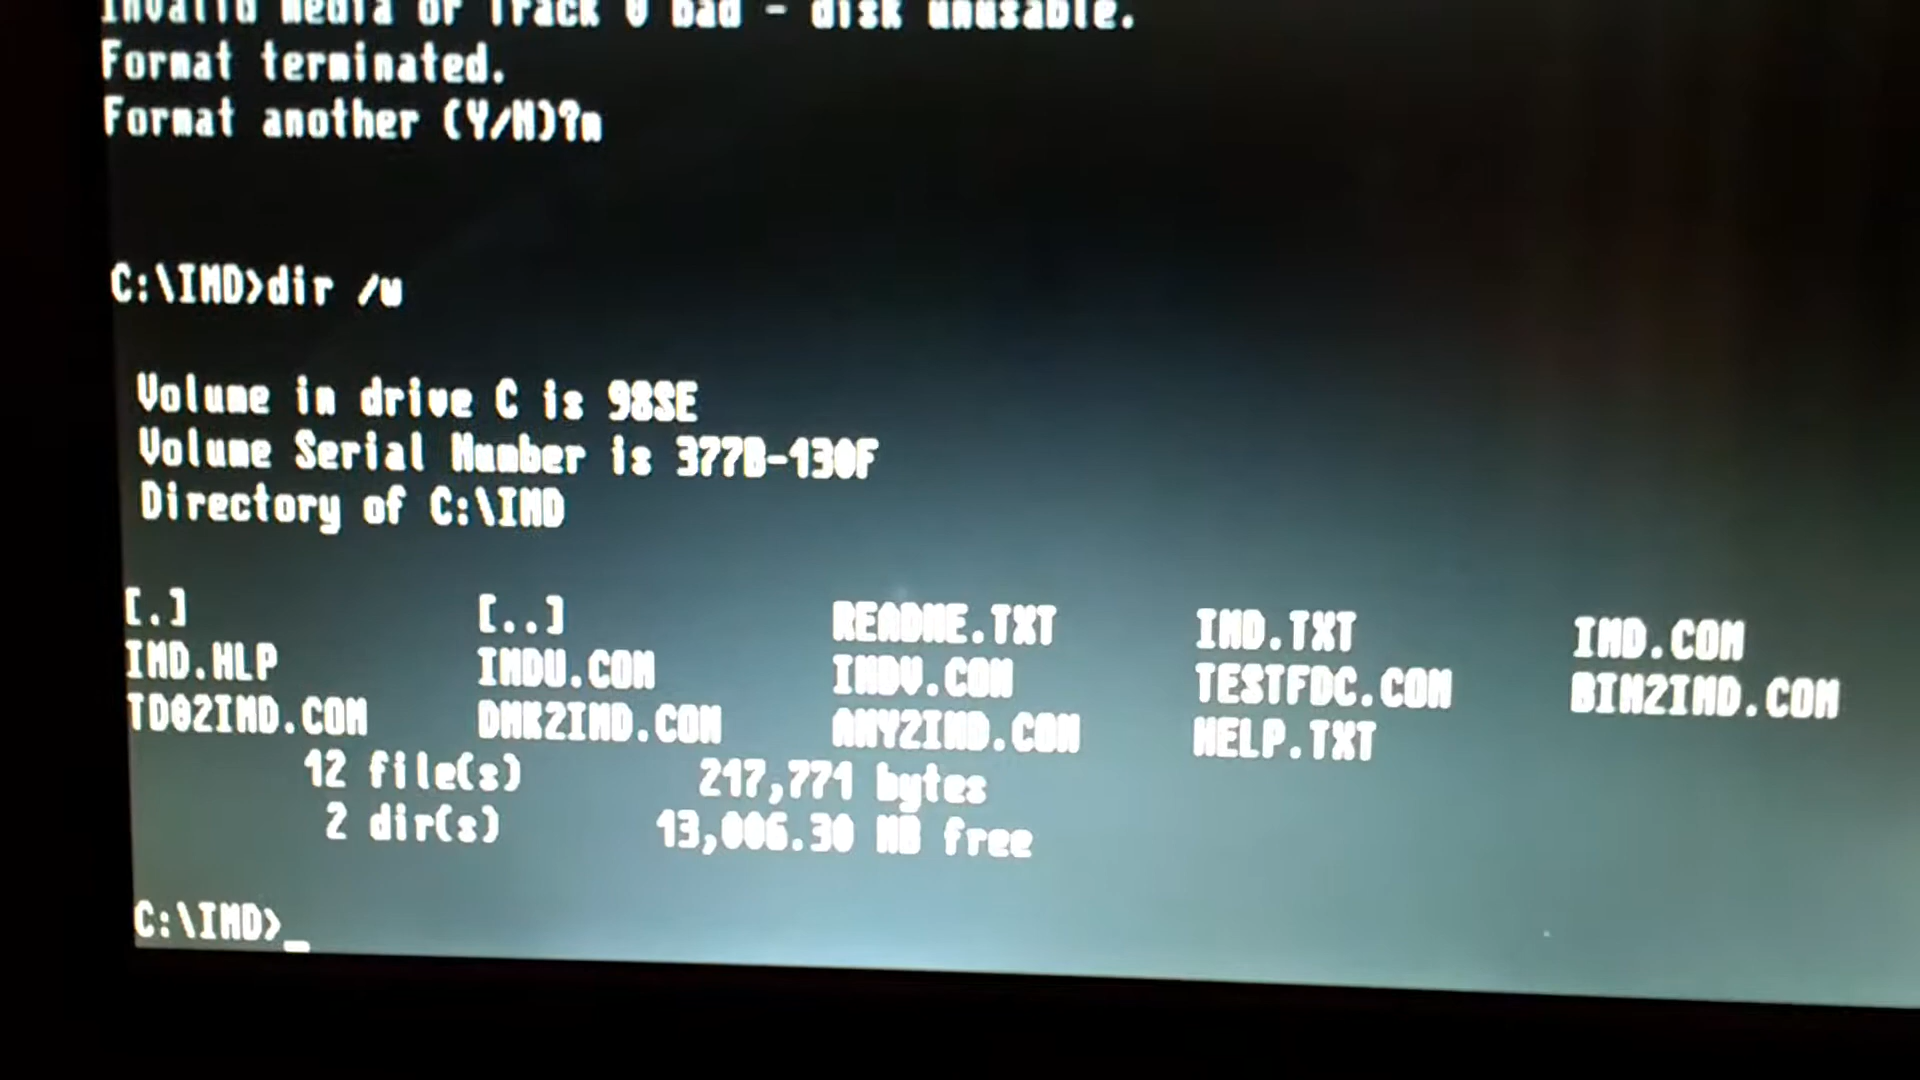 Invalid media or Track 0 bad - disk unusable.
Format terminated.
Format another (Y/N)?n
C:\IMD>dir /w
Volume in drive C is 98SE
Volume Serial Number is 377B-130F
Directory of C:\IMD
[.] [..] README.TXT IMD.TXT IMD.COM
IMD.HLP IMDU.COM IMDV.COM TESTFDC.COM BIN2IMD.COM
TD02IMD.COM DMK2IMD.COM ANY2IMD.COM HELP.TXT
12 file(s) 217,771 bytes
2 dir(s) 13,006.30 MB free
C:\IMD>_